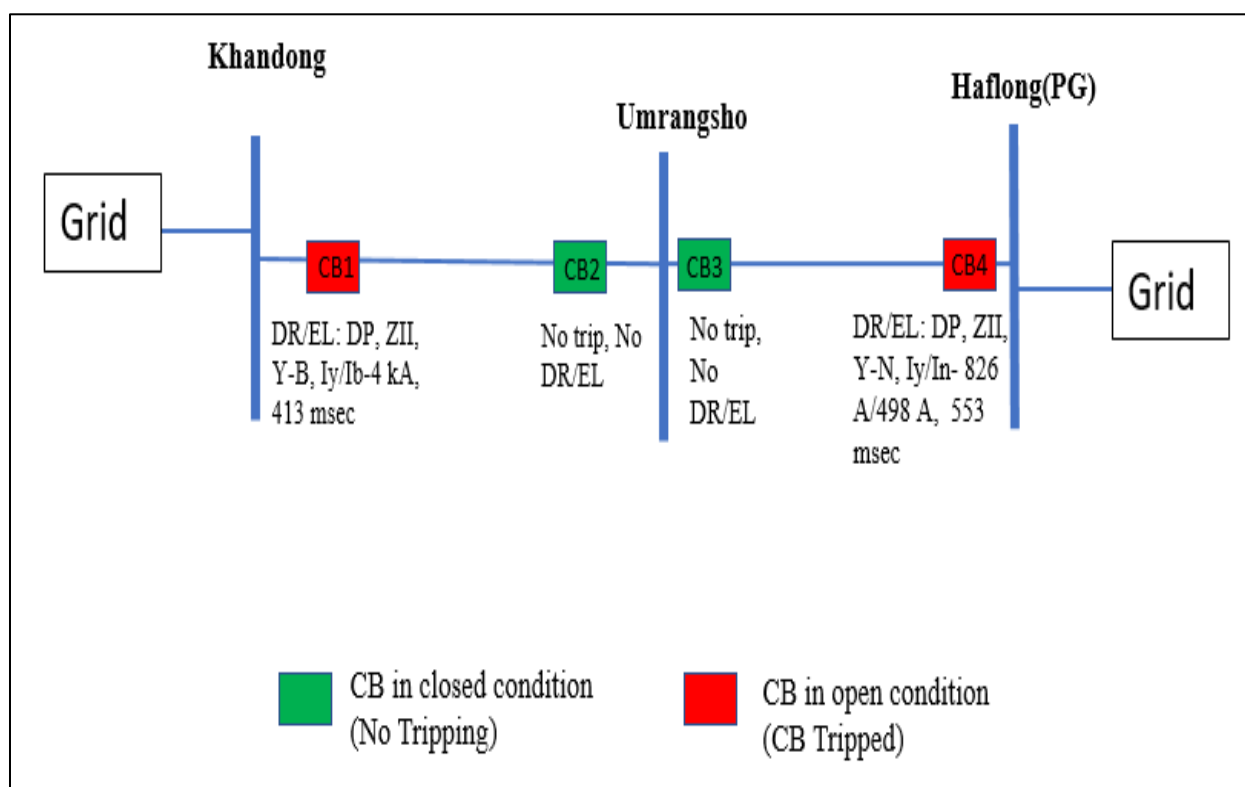 Khandong
Umrangsho
Haflong(PG)
Grid
CB1
CB2
CB3
CB4
Grid
DR/EL: DP, ZII,
Y-B, Iy/Ib-4 kA,
413 msec
No trip, No
DR/EL
No trip,
No
DR/EL
DR/EL: DP, ZII,
Y-N, Iy/In- 826
A/498 A, 553
msec
CB in closed condition
(No Tripping)
CB in open condition
(CB Tripped)